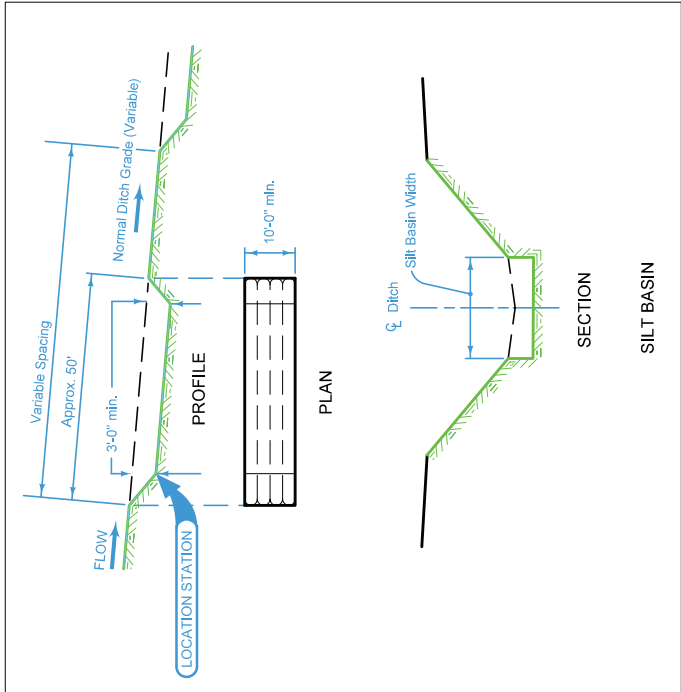 Variable Spacing
Approx. 50'
Normal Ditch Grade (Variable)
3'-0" min.
FLOW
LOCATION STATION
PROFILE
10'-0" min.
PLAN
℄ Ditch
Silt Basin Width
SECTION
SILT BASIN